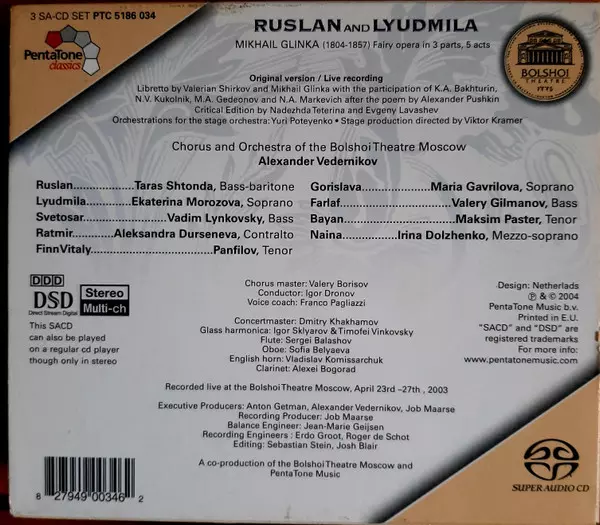 3 SA-CD SET PTC 5186 034
PentaTone
classics
RUSLAN AND LYUDMILA
MIKHAIL GLINKA (1804-1857) Fairy opera in 3 parts, 5 acts
BOLSHOI
THEATRE
1776
Original version / Live recording
Libretto by Valerian Shirkov and Mikhail Glinka with the participation of K.A. Bakhturin,
N.V. Kukolnik, M.A. Gedeonov and N.A. Markevich after the poem by Alexander Pushkin
Critical Edition by Nadezhda Teterina and Evgeny Lavashev
Orchestrations for the stage orchestra: Yuri Poteyenko • Stage production directed by Viktor Kramer
Chorus and Orchestra of the Bolshoi Theatre Moscow
Alexander Vedernikov
Ruslan......................Taras Shtonda, Bass-baritone
Lyudmila................Ekaterina Morozova, Soprano
Svetosar..................Vadim Lynkovsky, Bass
Ratmir.........Aleksandra Durseneva, Contralto
FinnVitaly............................Panfilov, Tenor
Gorislava...................Maria Gavrilova, Soprano
Farlaf............................Valery Gilmanov, Bass
Bayan............................Maksim Paster, Tenor
Naina............Irina Dolzhenko, Mezzo-soprano
DDD
DSD
Direct Stream Digital
Stereo
Multi-ch
This SACD
can also be played
on a regular cd player
though only in stereo
Chorus master: Valery Borisov
Conductor: Igor Dronov
Voice coach: Franco Pagliazzi
Concertmaster: Dmitry Khakhamov
Glass harmonica: Igor Sklyarov & Timofei Vinkovsky
Flute: Sergei Balashov
Oboe: Sofia Belyaeva
English horn: Vladislav Komissarchuk
Clarinet: Alexei Bogorad
Design: Netherlads
℗ & © 2004
PentaTone Music b.v.
Printed in E.U.
"SACD" and "DSD" are
registered trademarks
For more info:
www.pentatonemusic.com
Recorded live at the Bolshoi Theatre Moscow, April 23rd -27th , 2003
Executive Producers: Anton Getman, Alexander Vedernikov, Job Maarse
Recording Producer: Job Maarse
Balance Engineer: Jean-Marie Geijsen
Recording Engineers : Erdo Groot, Roger de Schot
Editing: Sebastian Stein, Josh Blair
A co-production of the Bolshoi Theatre Moscow and
PentaTone Music
8 27949 00346 2
SUPER AUDIO CD